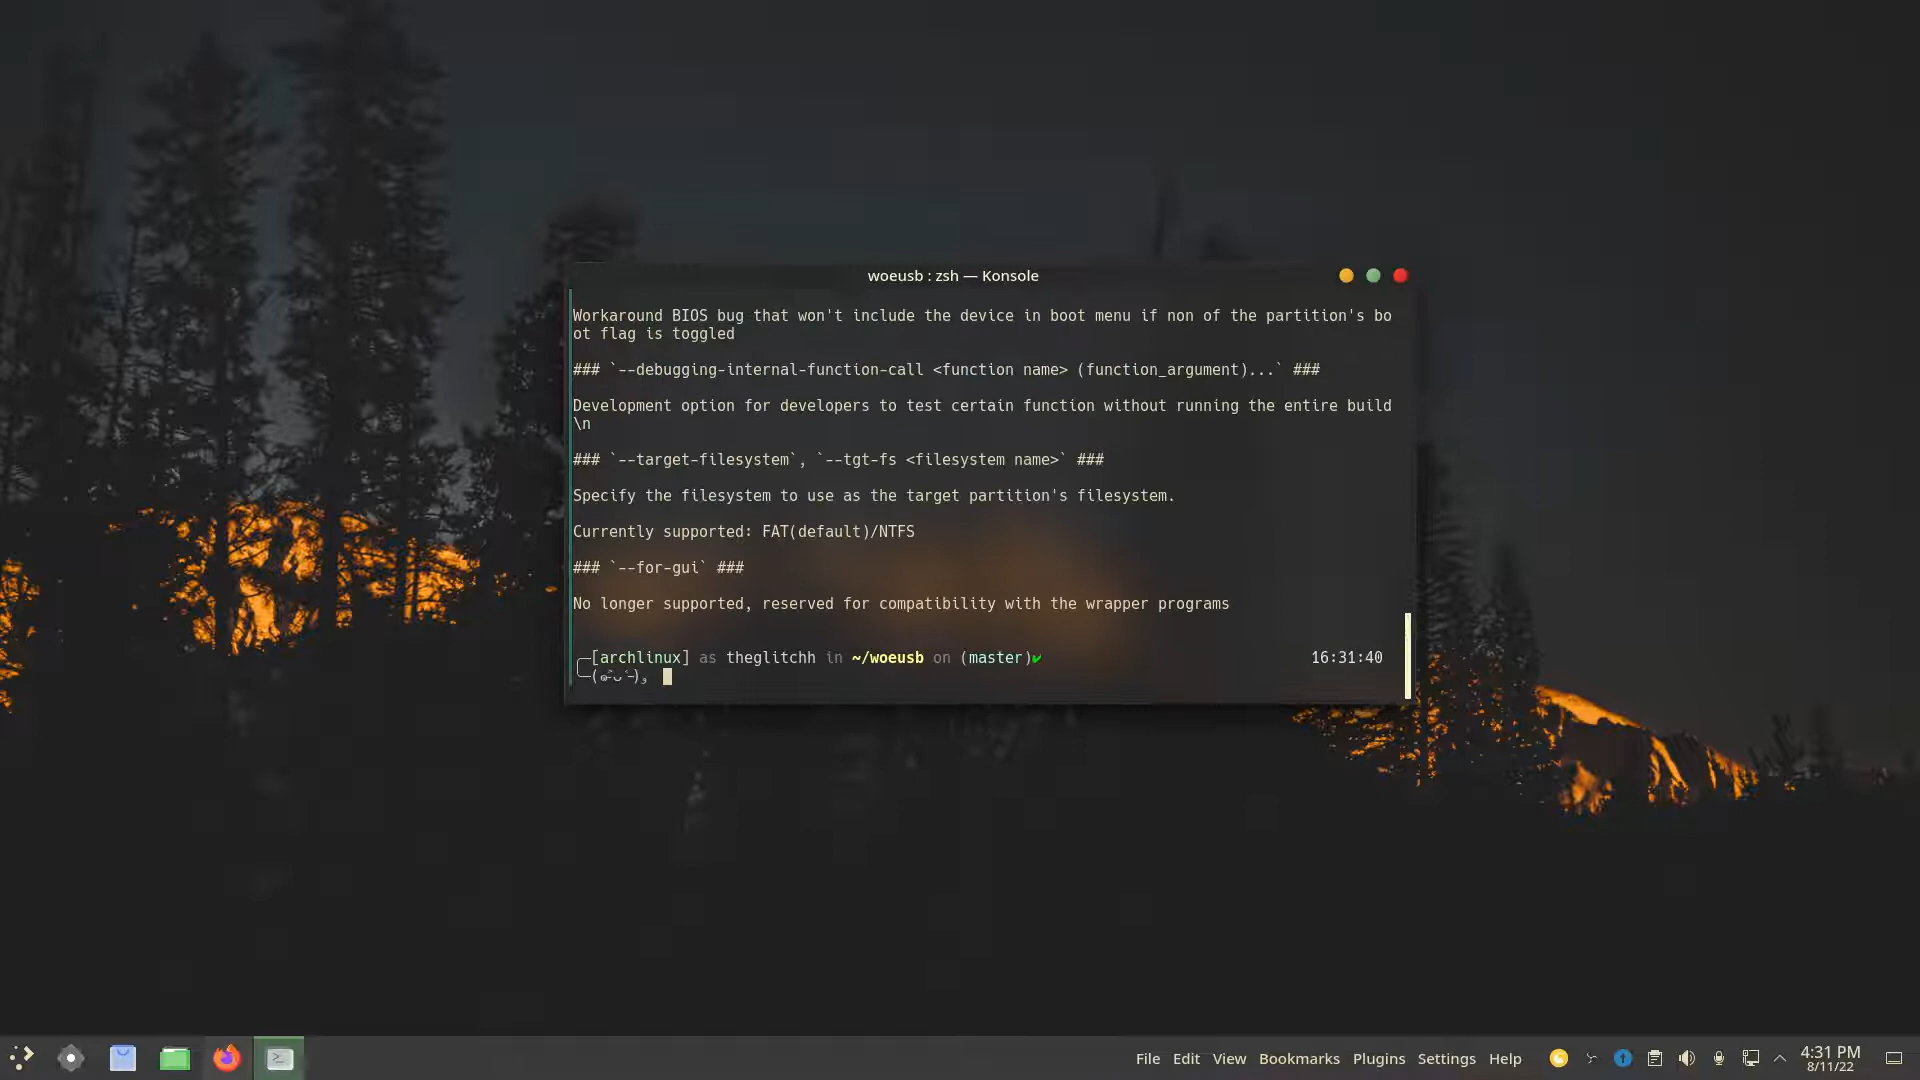 woeusb : zsh — Konsole
Workaround BIOS bug that won't include the device in boot menu if non of the partition's bo
ot flag is toggled
### `--debugging-internal-function-call <function name> (function_argument)...` ###
Development option for developers to test certain function without running the entire build
\n
### `--target-filesystem`, `--tgt-fs <filesystem name>` ###
Specify the filesystem to use as the target partition's filesystem.
Currently supported: FAT(default)/NTFS
### `--for-gui` ###
No longer supported, reserved for compatibility with the wrapper programs
[archlinux] as theglitchh in ~/woeusb on (master)✔ 16:31:40
File Edit View Bookmarks Plugins Settings Help 4:31 PM
8/11/22